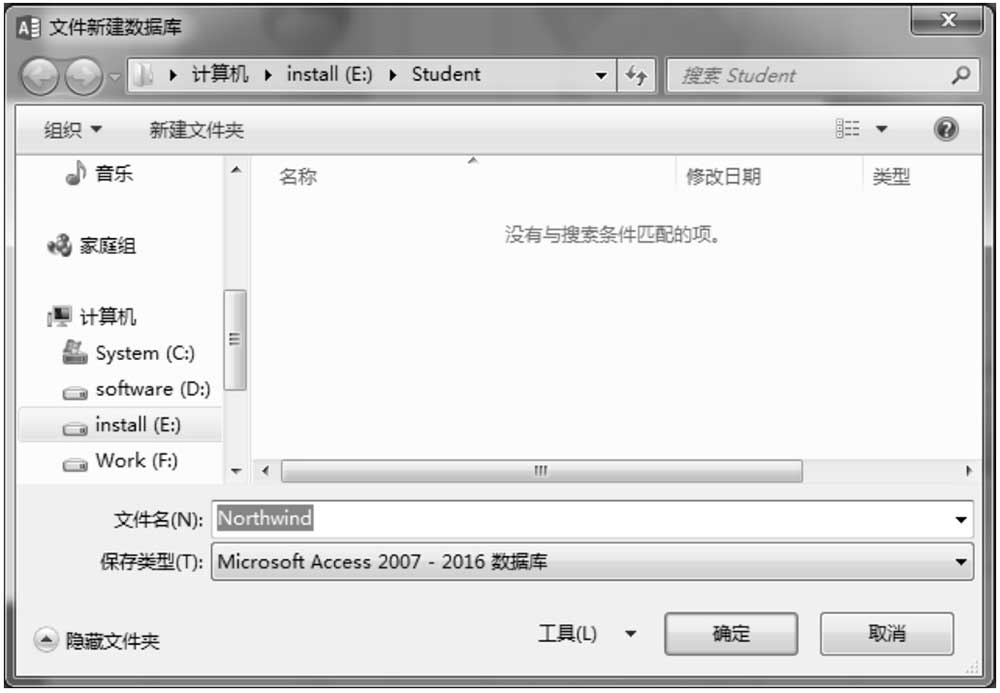 文件新建数据库
计算机 install (E:) Student
搜索 Student
组织 新建文件夹
音乐
家庭组
计算机
System (C:)
software (D:)
install (E:)
Work (F:)
名称 修改日期 类型
没有与搜索条件匹配的项。
文件名(N): Northwind
保存类型(T): Microsoft Access 2007 - 2016 数据库
隐藏文件夹 工具(L) 确定 取消